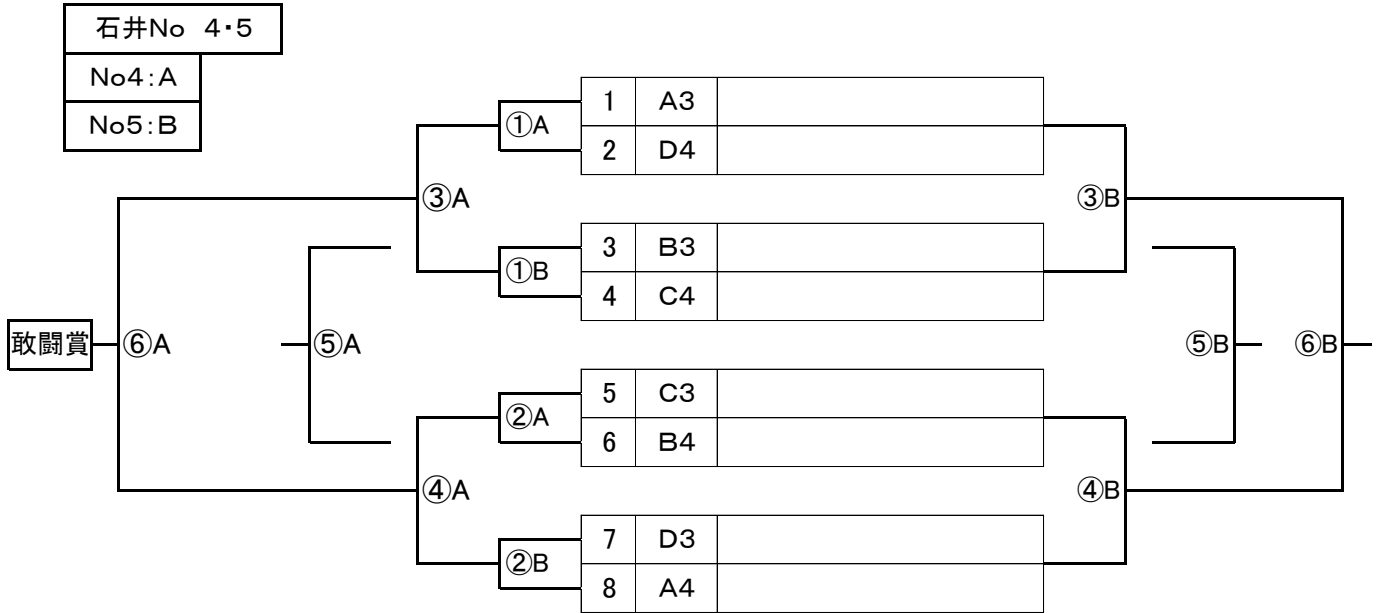 石井No 4・5
No4:A
No5:B
1 A3
①A
2 D4
③A
③B
3 B3
①B
4 C4
敢闘賞
⑥A
⑤A
⑤B
⑥B
5 C3
②A
6 B4
④A
④B
7 D3
②B
8 A4